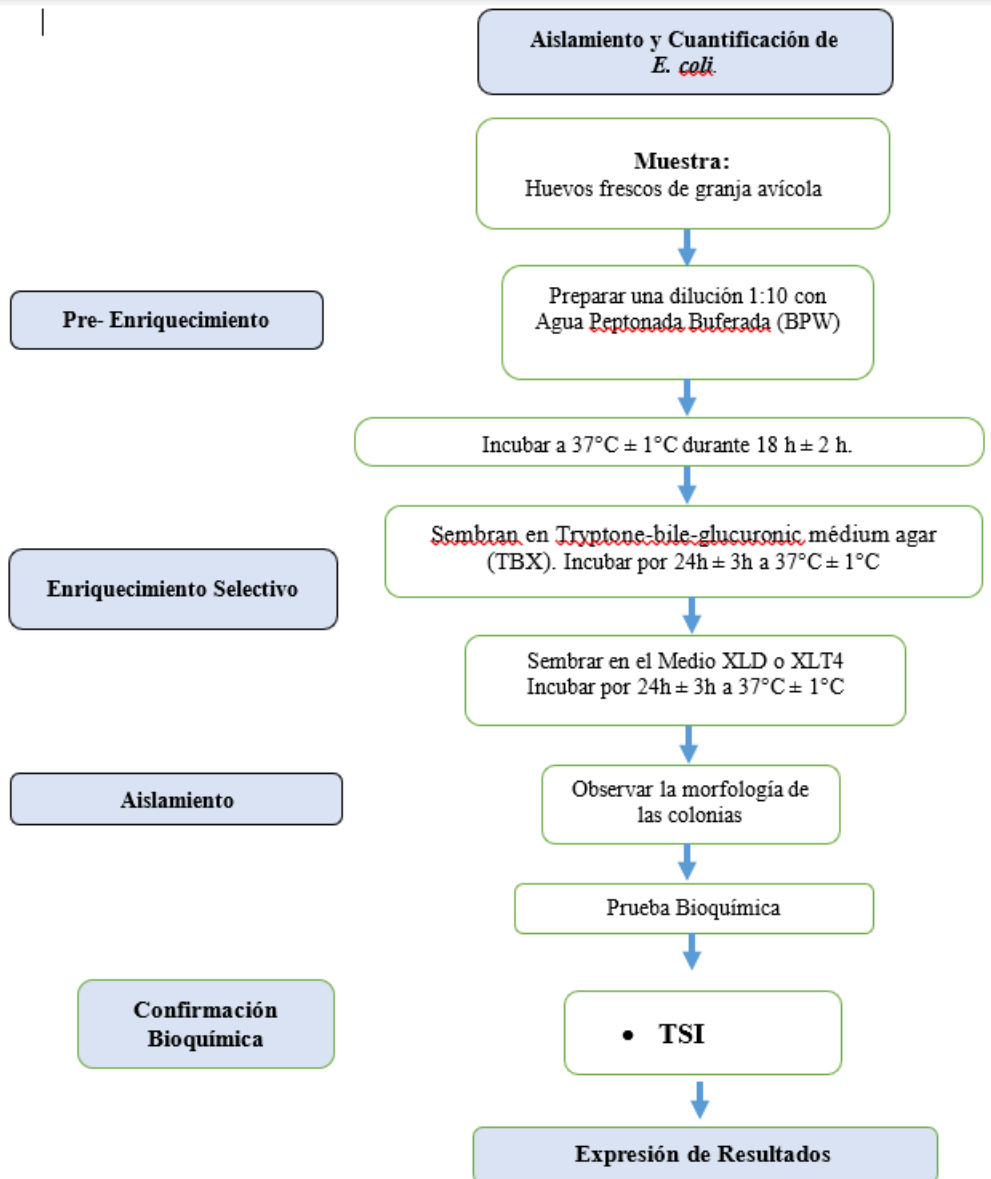 Aislamiento y Cuantificación de
E. coli.
Muestra:
Huevos frescos de granja avícola
Pre- Enriquecimiento
Preparar una dilución 1:10 con
Agua Peptonada Buferada (BPW)
Incubar a 37°C ± 1°C durante 18 h ± 2 h.
Enriquecimiento Selectivo
Sembran en Tryptone-bile-glucuronic médium agar
(TBX). Incubar por 24h ± 3h a 37°C ± 1°C
Sembrar en el Medio XLD o XLT4
Incubar por 24h ± 3h a 37°C ± 1°C
Aislamiento
Observar la morfología de
las colonias
Prueba Bioquímica
Confirmación
Bioquímica
• TSI
Expresión de Resultados